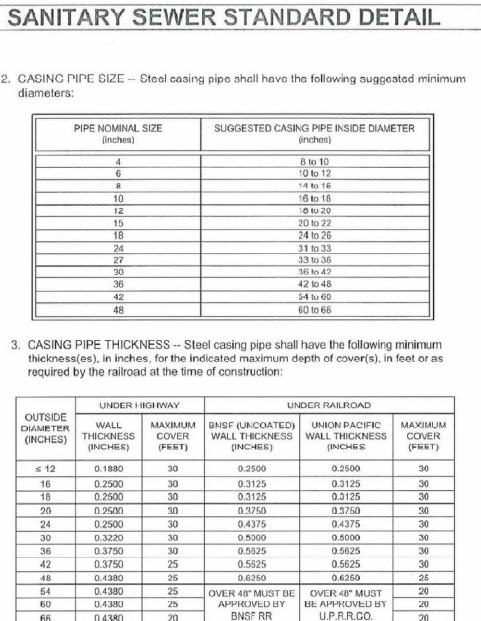 SANITARY SEWER STANDARD DETAIL
2. CASING PIPE SIZE -- Steel casing pipe shall have the following suggested minimum
diameters:
PIPE NOMINAL SIZE (inches) SUGGESTED CASING PIPE INSIDE DIAMETER (inches)
4 8 to 10
6 10 to 12
8 14 to 16
10 16 to 18
12 18 to 20
15 20 to 22
18 24 to 26
24 31 to 33
27 33 to 36
30 36 to 42
36 42 to 48
42 54 to 60
48 60 to 66
3. CASING PIPE THICKNESS -- Steel casing pipe shall have the following minimum
thickness(es), in inches, for the indicated maximum depth of cover(s), in feet or as
required by the railroad at the time of construction:
UNDER HIGHWAY UNDER RAILROAD
OUTSIDE DIAMETER (INCHES) WALL THICKNESS (INCHES) MAXIMUM COVER (FEET) BNSF (UNCOATED) WALL THICKNESS (INCHES) UNION PACIFIC WALL THICKNESS (INCHES MAXIMUM COVER (FEET)
≤ 12 0.1880 30 0.2500 0.2500 30
16 0.2500 30 0.3125 0.3125 30
18 0.2500 30 0.3125 0.3125 30
20 0.2500 30 0.3750 0.3750 30
24 0.2500 30 0.4375 0.4375 30
30 0.3220 30 0.5000 0.5000 30
36 0.3750 30 0.5625 0.5625 30
42 0.3750 25 0.5625 0.5625 30
48 0.4380 25 0.6250 0.6250 25
54 0.4380 25 OVER 48" MUST BE OVER 48" MUST 20
60 0.4380 25 APPROVED BY BE APPROVED BY 20
66 0.4380 20 BNSF RR U.P.R.R.CO. 20